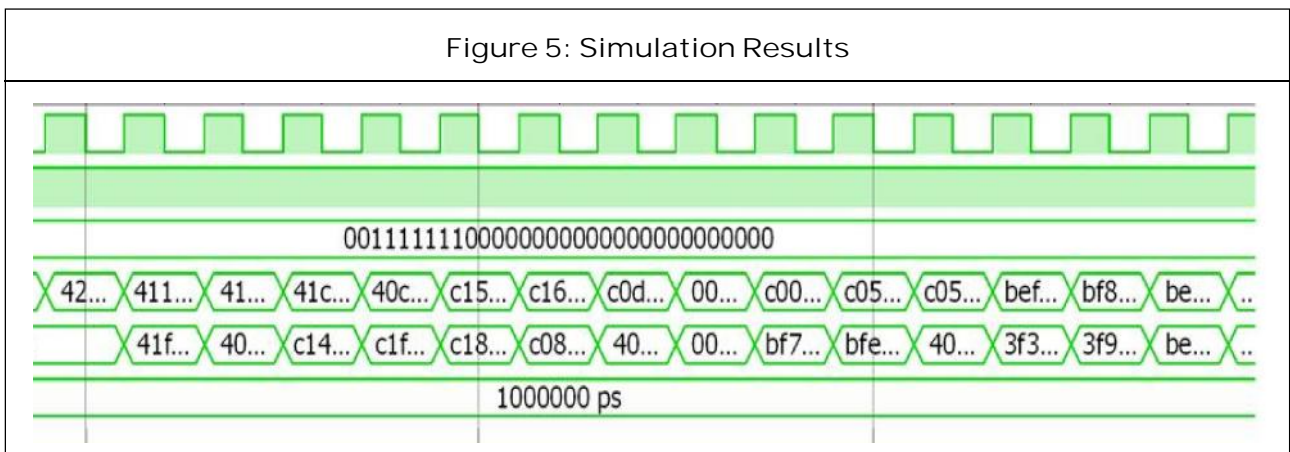 Figure 5: Simulation Results
00111111110000000000000000000000
42... 411... 41... 41c... 40c... c15... c16... c0d... 00... c00... c05... c05... bef... bf8... be... ..
41f... 40... c14... c1f... c18... c08... 40... 00... bf7... bfe... 40... 3f3... 3f9... be... ..
1000000 ps